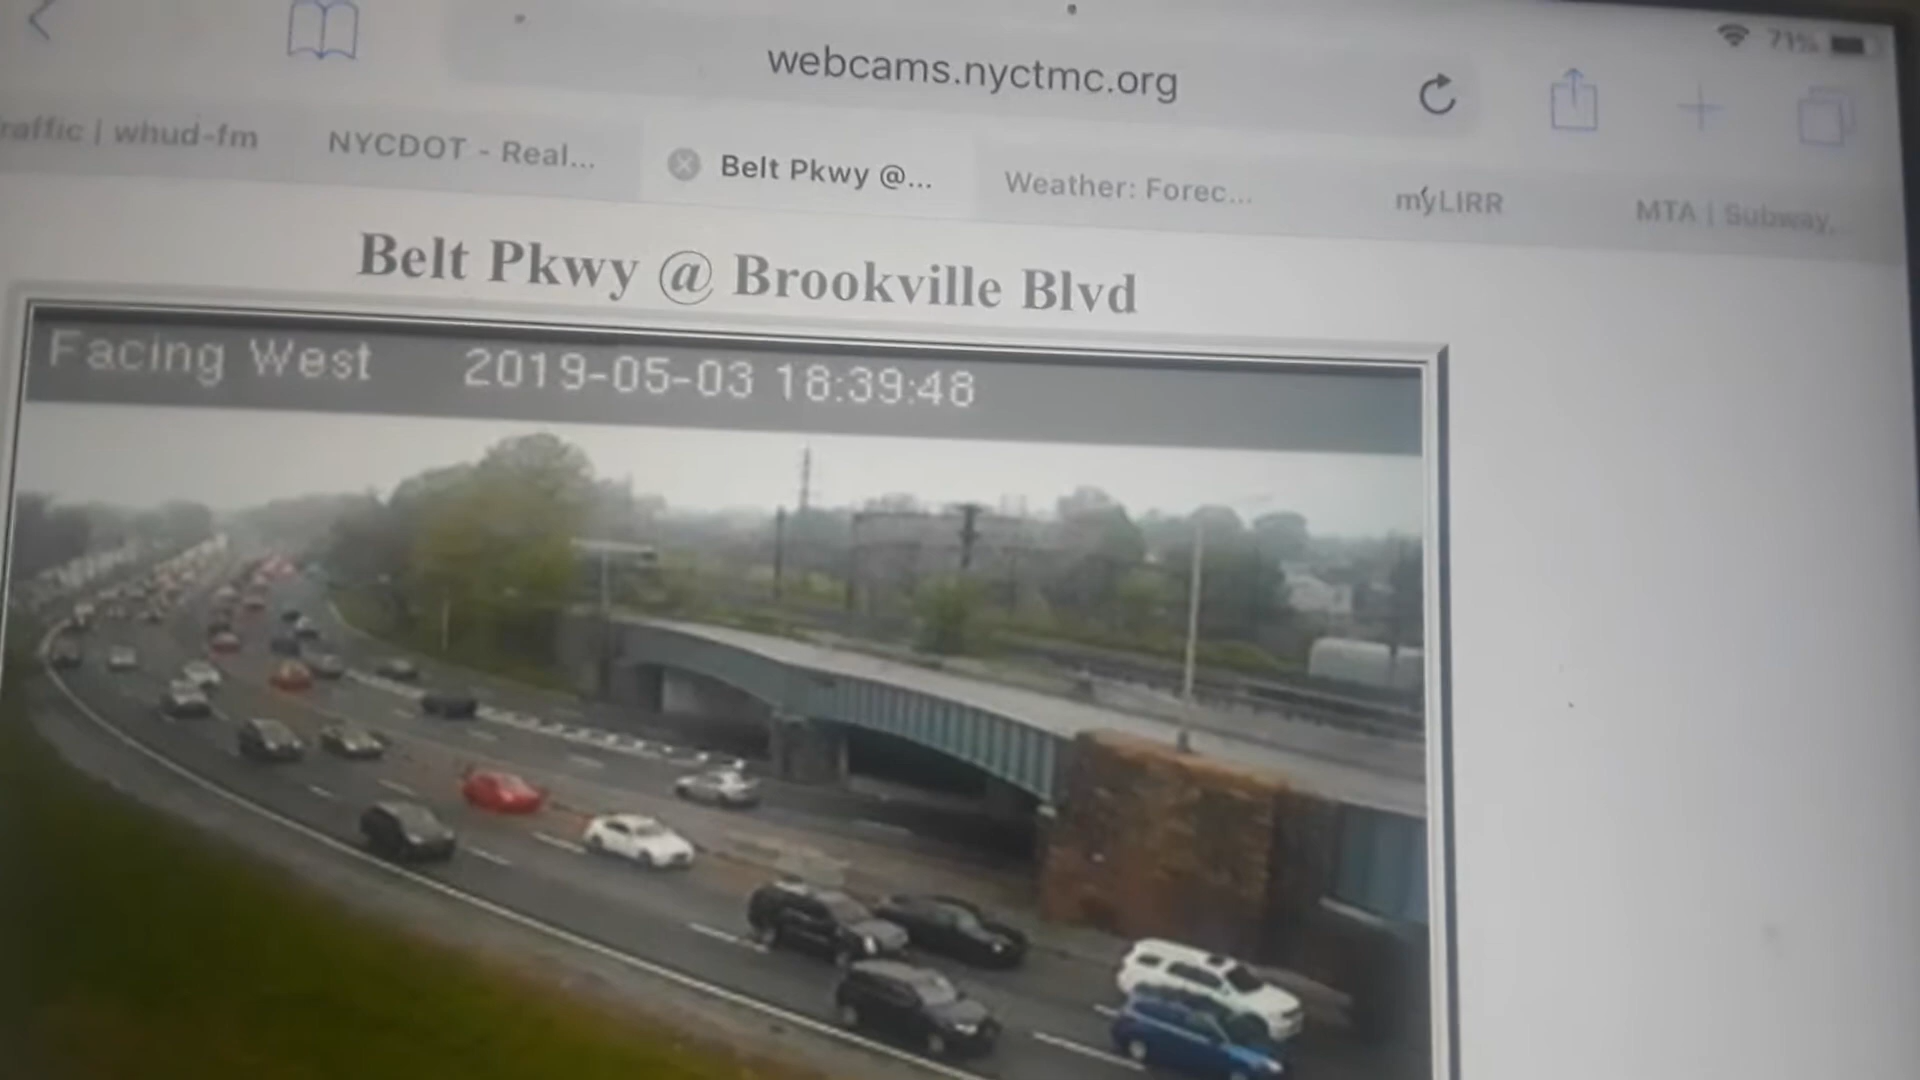 71%
webcams.nyctmc.org
raffic | whud-fm
NYCDOT - Real...
Belt Pkwy @...
Weather: Forec...
myLIRR
MTA | Subway,
Belt Pkwy @ Brookville Blvd
Facing West 2019-05-03 18:39:48